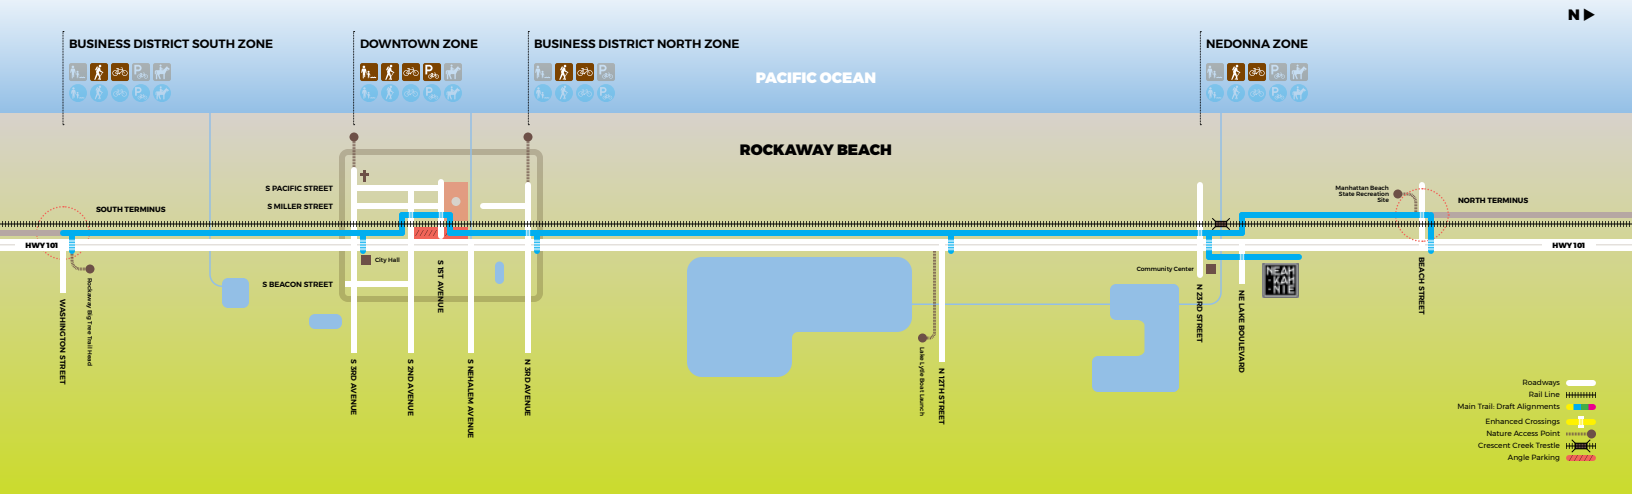 N
BUSINESS DISTRICT SOUTH ZONE
DOWNTOWN ZONE
BUSINESS DISTRICT NORTH ZONE
NEDONNA ZONE
P
P
P
P
P
P
P
P
PACIFIC OCEAN
ROCKAWAY BEACH
S PACIFIC STREET
S MILLER STREET
SOUTH TERMINUS
Manhattan Beach
State Recreation
Site
NORTH TERMINUS
HWY 101
HWY 101
City Hall
S BEACON STREET
Community Center
NEAH
KAH
NIE
WASHINGTON STREET
Rockaway Big Tree Trail Head
S 3RD AVENUE
S 2ND AVENUE
S 1ST AVENUE
S NEHALEM AVENUE
N 3RD AVENUE
Lake Lytle Boat Launch
N 12TH STREET
N 23RD STREET
NE LAKE BOULEVARD
BEACH STREET
Roadways
Rail Line
Main Trail: Draft Alignments
Enhanced Crossings
Nature Access Point
Crescent Creek Trestle
Angle Parking